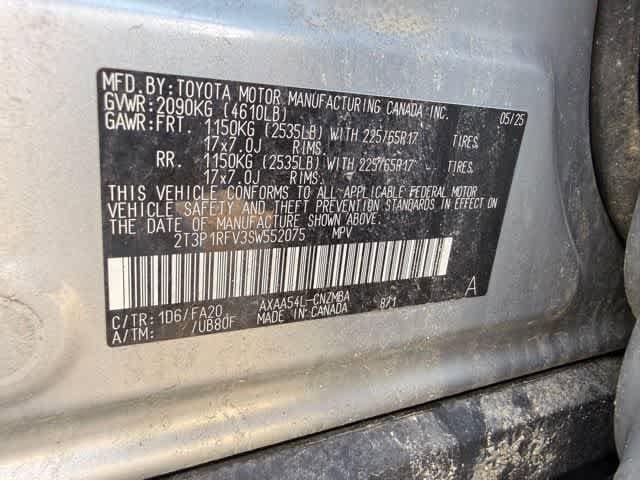 MFD. BY: TOYOTA MOTOR MANUFACTURING CANADA INC.
GVWR: 2090KG (4610LB) 05/25
GAWR: FRT. 1150KG (2535LB) WITH 225/65R17 TIRES,
17x7.0J RIMS.
RR. 1150KG (2535LB) WITH 225/65R17 TIRES,
17x7.0J RIMS.
THIS VEHICLE CONFORMS TO ALL APPLICABLE FEDERAL MOTOR
VEHICLE SAFETY AND THEFT PREVENTION STANDARDS IN EFFECT ON
THE DATE OF MANUFACTURE SHOWN ABOVE.
2T3P1RFV3SW552075 MPV
C/TR: 1D6/FA20 AXAA54L-CNZMBA 871 A
A/TM: /UB80F MADE IN CANADA